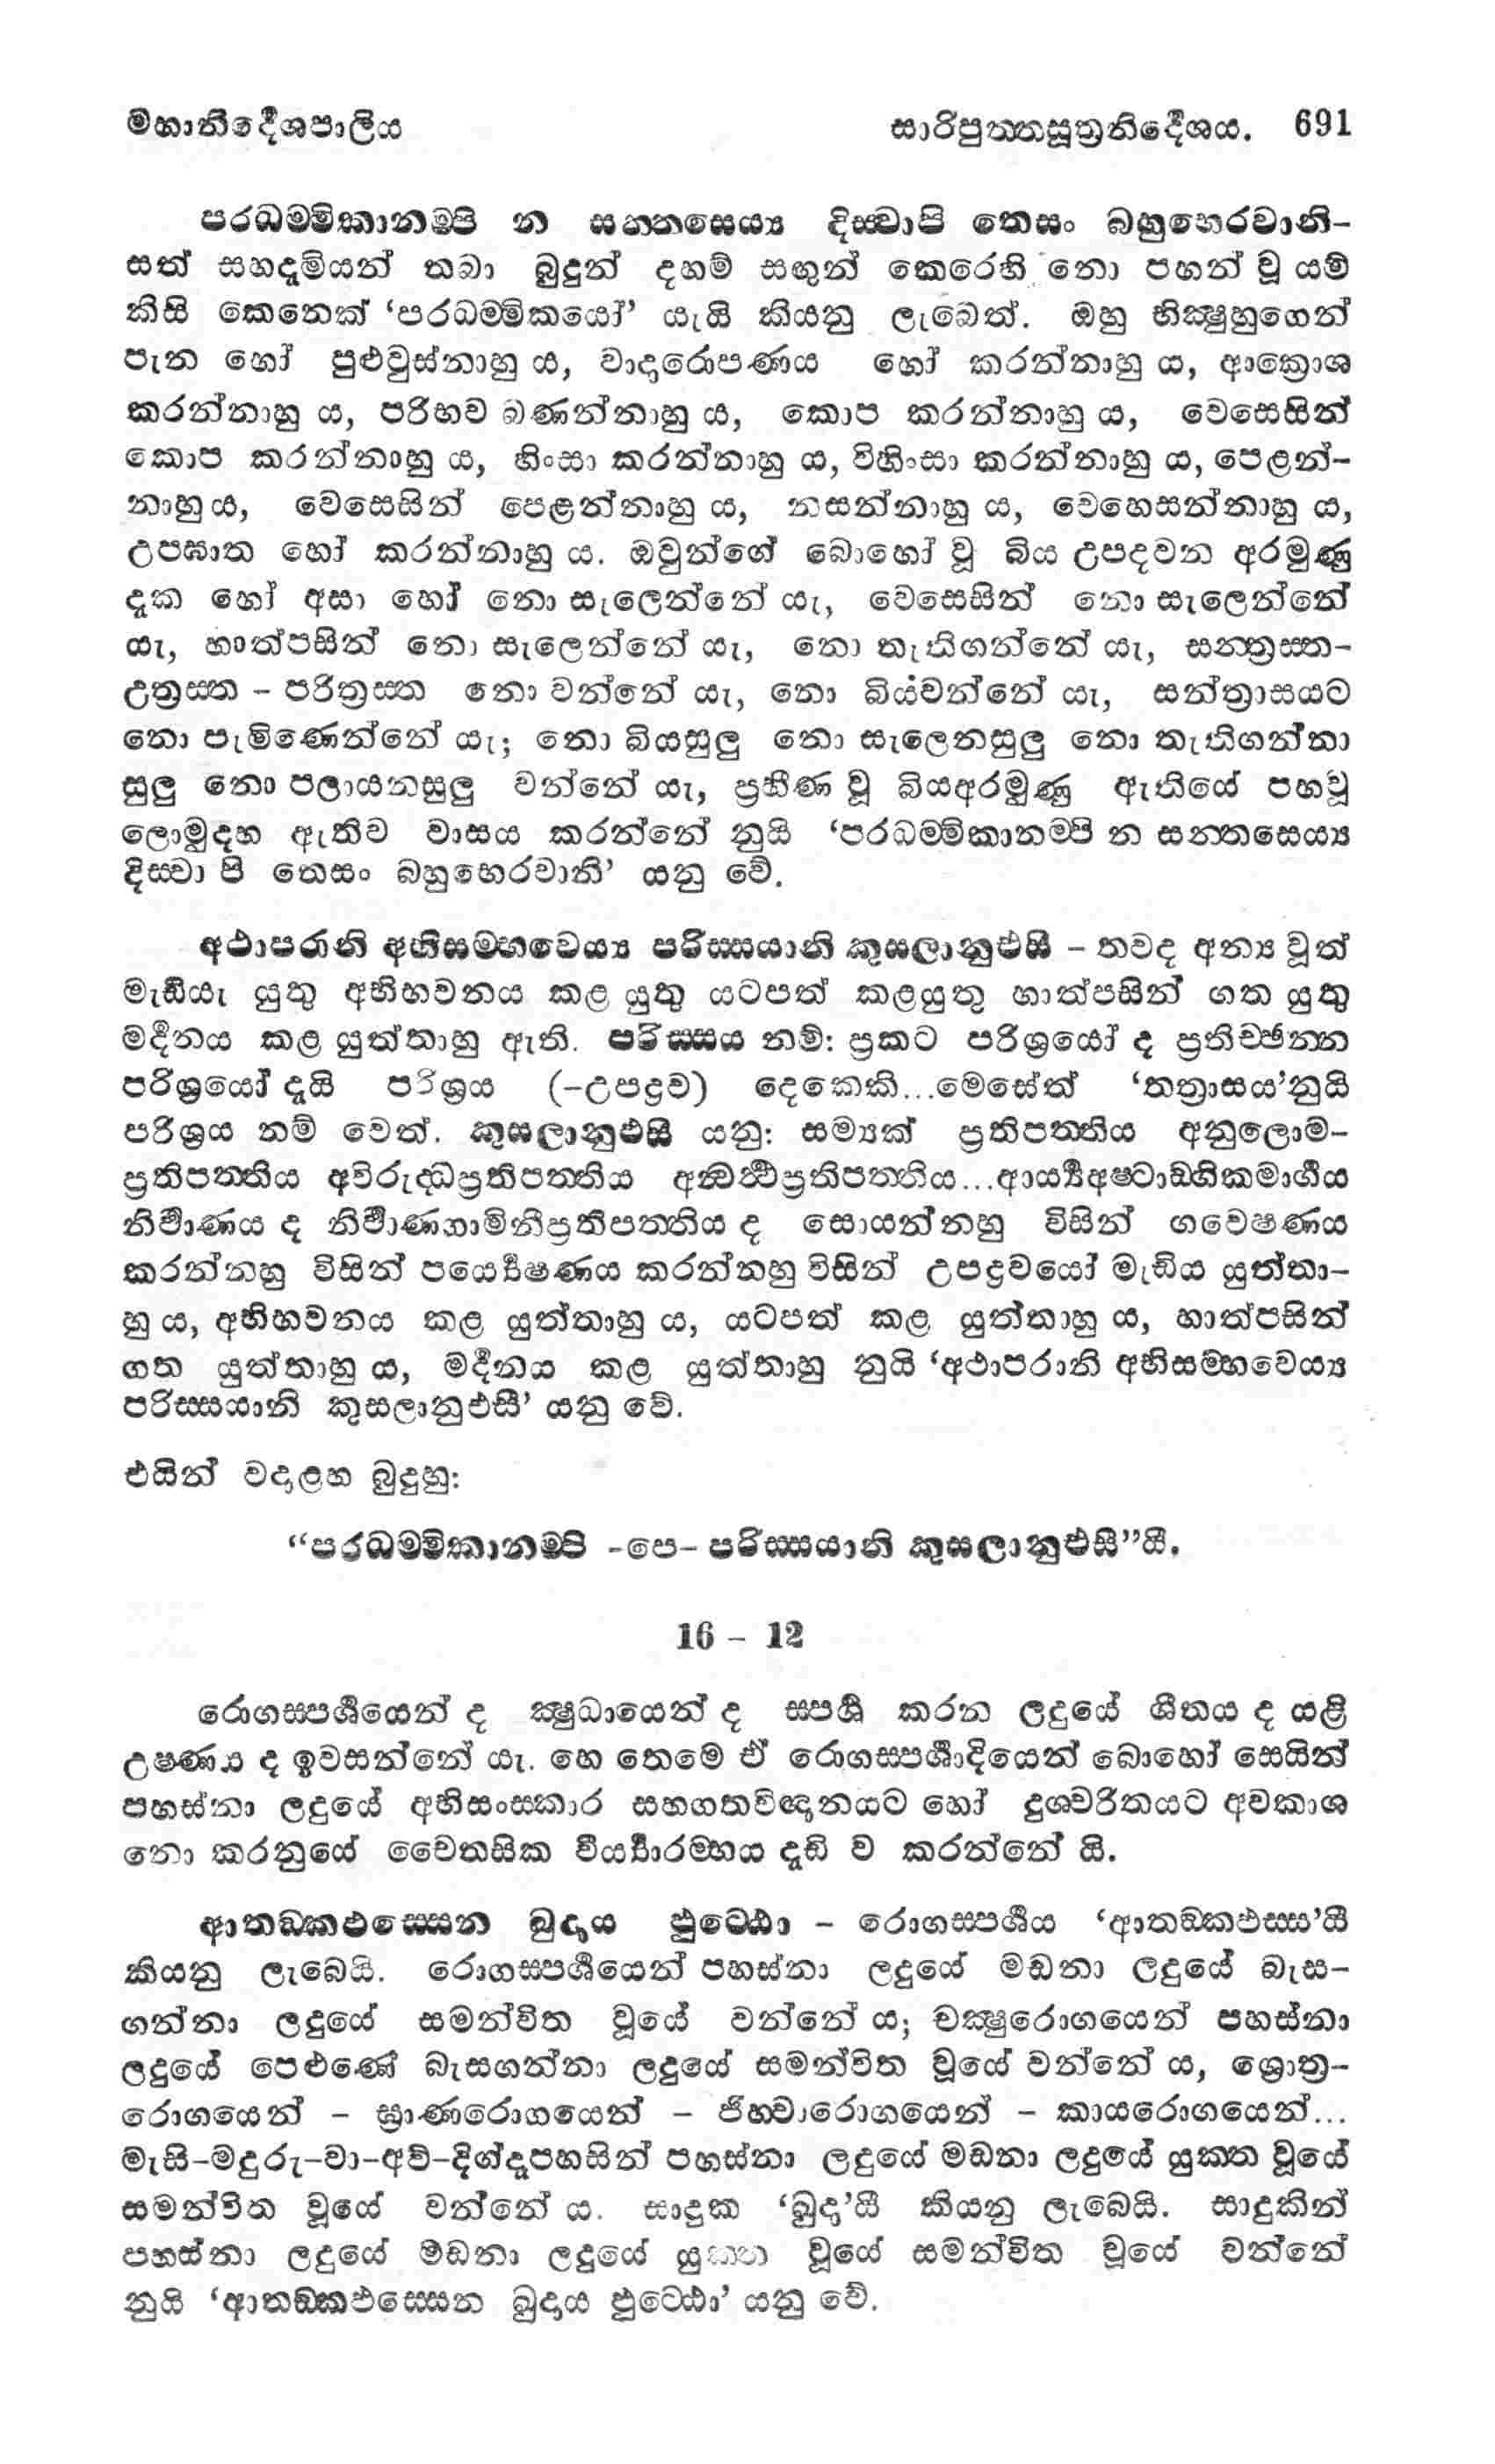 මහානිර්‍දේශපාලිය සාරිපුත්තසූත්‍රනිර්‍දේශය. 691
පරධම්මිකානම්පි න සන්තසෙය්‍ය දිස්වාපි තෙසං බහුභෙරවානි-
සත් සහදැමියන් තබා බුදුන් දහම් සඟුන් කෙරෙහි නො පහන් වූ යම්
කිසි කෙනෙක් ‘පරධම්මිකයෝ’ යැයි කියනු ලැබෙත්. ඔහු භික්‍ෂුහුගෙන්
පැන හෝ පුළුවුස්නාහු ය, වාදාරොපණය හෝ කරන්නාහු ය, ආක්‍රොශ
කරන්නාහු ය, පරිභව බණන්නාහු ය, කොප කරන්නාහු ය, වෙසෙසින්
කොප කරන්නාහු ය, හිංසා කරන්නාහු ය, විහිංසා කරන්නාහු ය, පෙළන්-
නාහු ය, වෙසෙසින් පෙළන්නාහු ය, නසන්නාහු ය, වෙහෙසන්නාහු ය,
උපඝාත හෝ කරන්නාහු ය. ඔවුන්ගේ බොහෝ වූ බිය උපදවන අරමුණු
දැක හෝ අසා හෝ නො සැලෙන්නේ යැ, වෙසෙසින් නො සැලෙන්නේ
යැ, හාත්පසින් නො සැලෙන්නේ යැ, නො තැතිගන්නේ යැ, සන්ත්‍රස්ත-
උත්‍රස්ත - පරිත්‍රස්ත නො වන්නේ යැ, නො බියවන්නේ යැ, සන්ත්‍රාසයට
නො පැමිණෙන්නේ යැ; නො බියසුලු නො සැලෙනසුලු නො තැතිගන්නා
සුලු නො පලායනසුලු වන්නේ යැ, ප්‍රහීණ වූ බියඅරමුණු ඇතියේ පහවූ
ලොමුදහ ඇතිව වාසය කරන්නේ නුයි ‘පරධම්මිකානම්පි න සන්තසෙය්‍ය
දිස්වා පි තෙසං බහුභෙරවානි’ යනු වේ.
අථාපරානි අභිසම්භවෙය්‍ය පරිස්සයානි කුසලානුඑසී - තවද අන්‍ය වූත්
මැඩියැ යුතු අභිභවනය කළ යුතු යටපත් කළයුතු හාත්පසින් ගත යුතු
මර්‍දනය කළ යුත්තාහු ඇති. පරිස්සය නම්: ප්‍රකට පරිශ්‍රයෝ ද ප්‍රතිච්ඡන්න
පරිශ්‍රයෝ දැයි පරිශ්‍රය (-උපද්‍රව) දෙකෙකි...මෙසේත් ‘තත්‍රාසය’නුයි
පරිශ්‍රය නම් වෙත්. කුසලානුඑසී යනු: සම්‍යක් ප්‍රතිපත්තිය අනුලොම-
ප්‍රතිපත්තිය අවිරුද්ධප්‍රතිපත්තිය අන්‍වර්‍ථප්‍රතිපත්තිය...ආර්‍ය්‍යඅෂ්ටාඞ්ගිකමාර්‍ගය
නිර්‍වාණය ද නිර්‍වාණගාමිනීප්‍රතිපත්තිය ද සොයන්නහු විසින් ගවෙෂණය
කරන්නහු විසින් පර්‍ය්‍යෙෂණය කරන්නහු විසින් උපද්‍රවයෝ මැඩිය යුත්තා-
හු ය, අභිභවනය කළ යුත්තාහු ය, යටපත් කළ යුත්තාහු ය, හාත්පසින්
ගත යුත්තාහු ය, මර්‍දනය කළ යුත්තාහු නුයි ‘අථාපරානි අභිසම්භවෙය්‍ය
පරිස්සයානි කුසලානුඑසී’ යනු වේ.
එයින් වදාළහ බුදුහු:
“පරධම්මිකානම්පි -පෙ- පරිස්සයානි කුසලානුඑසී”යී.
16 - 12
රොගස්පර්‍ශයෙන් ද ක්‍ෂුධායෙන් ද ස්පර්‍ශ කරන ලදුයේ ශීතය ද යළි
උෂ්ණ්‍ය ද ඉවසන්නේ යැ. හෙ තෙමේ ඒ රොගස්පර්‍ශාදියෙන් බොහෝ සෙයින්
පහස්නා ලදුයේ අභිසංස්කාර සහගතවිඥානයට හෝ දුශ්චරිතයට අවකාශ
නො කරනුයේ චෛතසික වීර්‍ය්‍යාරම්භය දැඩි ව කරන්නේ යි.
ආතඞ්කඵස්සෙන ඛුදාය ඵුට්ඨො - රොගස්පර්‍ශය ‘ආතඞ්කඵස්ස’යි
කියනු ලැබෙයි. රොගස්පර්‍ශයෙන් පහස්නා ලදුයේ මඩනා ලදුයේ බැස-
ගන්නා ලදුයේ සමන්විත වූයේ වන්නේ ය; චක්‍ෂුරොගයෙන් පහස්නා
ලදුයේ පෙළුණේ බැසගන්නා ලදුයේ සමන්විත වූයේ වන්නේ ය, ශ්‍රොත්‍ර-
රොගයෙන් - ඝ්‍රාණරොගයෙන් - ජිහ්වාරොගයෙන් - කායරොගයෙන්...
මැසි-මදුරු-වා-අව්-දිග්දැපහසින් පහස්නා ලදුයේ මඩනා ලදුයේ යුක්ත වූයේ
සමන්විත වූයේ වන්නේ ය. සාදුක ‘ඛුදා’යී කියනු ලැබෙයි. සාදුකින්
පහස්නා ලදුයේ මඩනා ලදුයේ යුක්ත වූයේ සමන්විත වූයේ වන්නේ
නුයි ‘ආතඞ්කඵස්සෙන ඛුදාය ඵුට්ඨො’ යනු වේ.